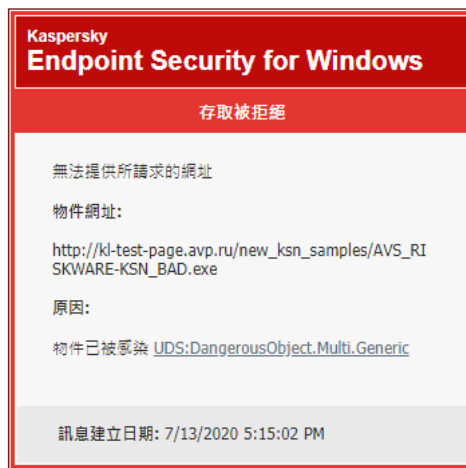 Kaspersky
Endpoint Security for Windows
存取被拒絕
無法提供所請求的網址
物件網址:
http://kl-test-page.avp.ru/new_ksn_samples/AVS_RI
SKWARE-KSN_BAD.exe
原因:
物件已被感染 UDS:DangerousObject.Multi.Generic
訊息建立日期: 7/13/2020 5:15:02 PM